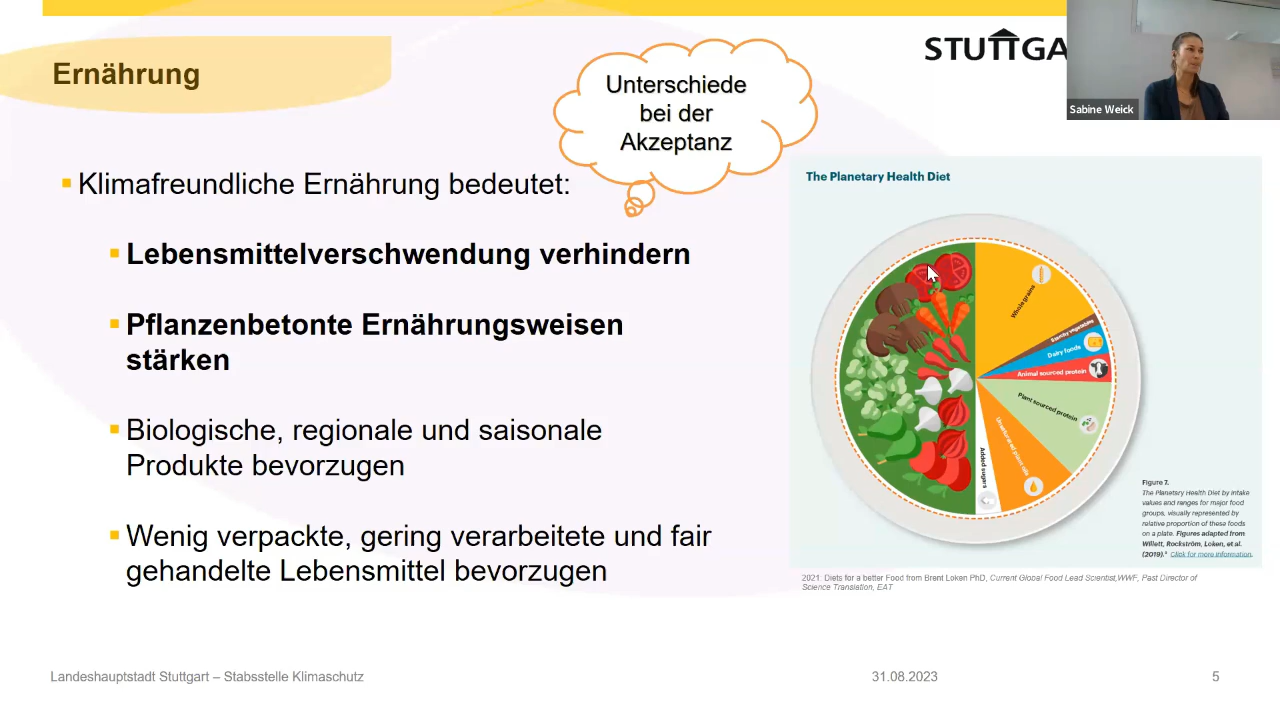 Ernährung
Unterschiede
bei der
Akzeptanz
STUTTGA
Sabine Weick
Klimafreundliche Ernährung bedeutet:
Lebensmittelverschwendung verhindern
Pflanzenbetonte Ernährungsweisen
stärken
Biologische, regionale und saisonale
Produkte bevorzugen
Wenig verpackte, gering verarbeitete und fair
gehandelte Lebensmittel bevorzugen
The Planetary Health Diet
Whole grains
Starchy vegetables
Dairy foods
Animal sourced protein
Plant sourced protein
Unsaturated plant oils
Added sugars
Figure 7.
The Planetary Health Diet by intake
values and ranges for major food
groups, visually represented by
relative proportion of these foods
on a plate. Figures adapted from
Willett, Rockström, Loken, et al.
(2019). Click for more information.
2021: Diets for a better Food from Brent Loken PhD, Current Global Food Lead Scientist,WWF, Past Director of
Science Translation, EAT
Landeshauptstadt Stuttgart – Stabsstelle Klimaschutz
31.08.2023
5